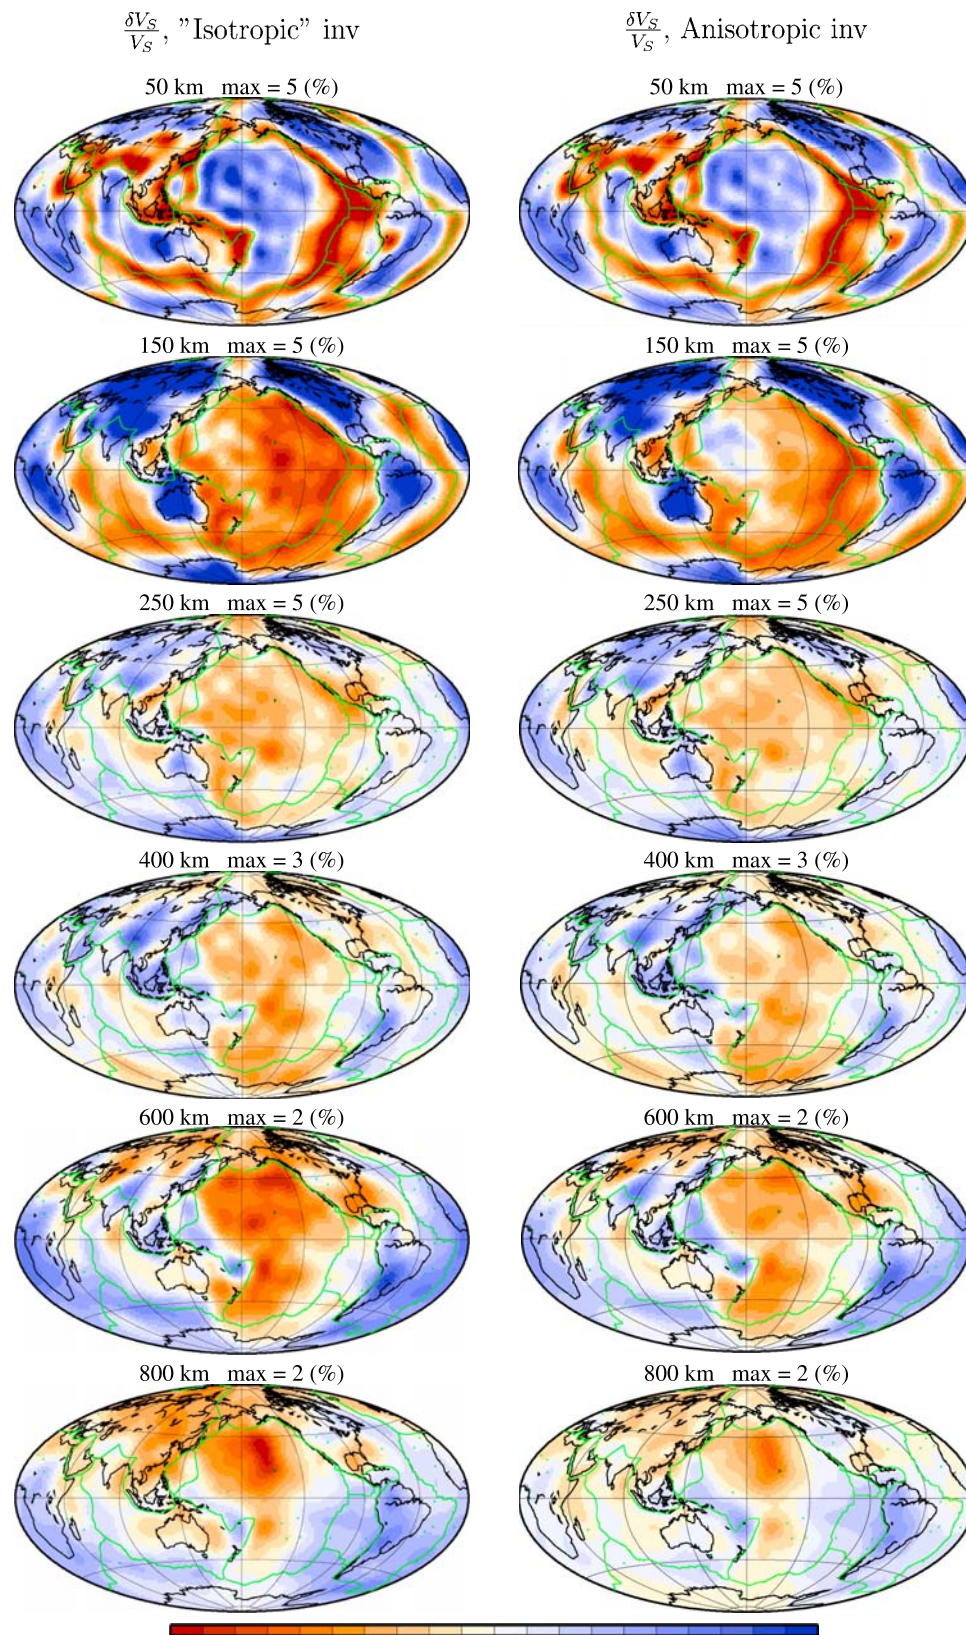 δV_S/V_S, "Isotropic" inv    δV_S/V_S, Anisotropic inv
50 km max = 5 (%)    50 km max = 5 (%)
150 km max = 5 (%)    150 km max = 5 (%)
250 km max = 5 (%)    250 km max = 5 (%)
400 km max = 3 (%)    400 km max = 3 (%)
600 km max = 2 (%)    600 km max = 2 (%)
800 km max = 2 (%)    800 km max = 2 (%)